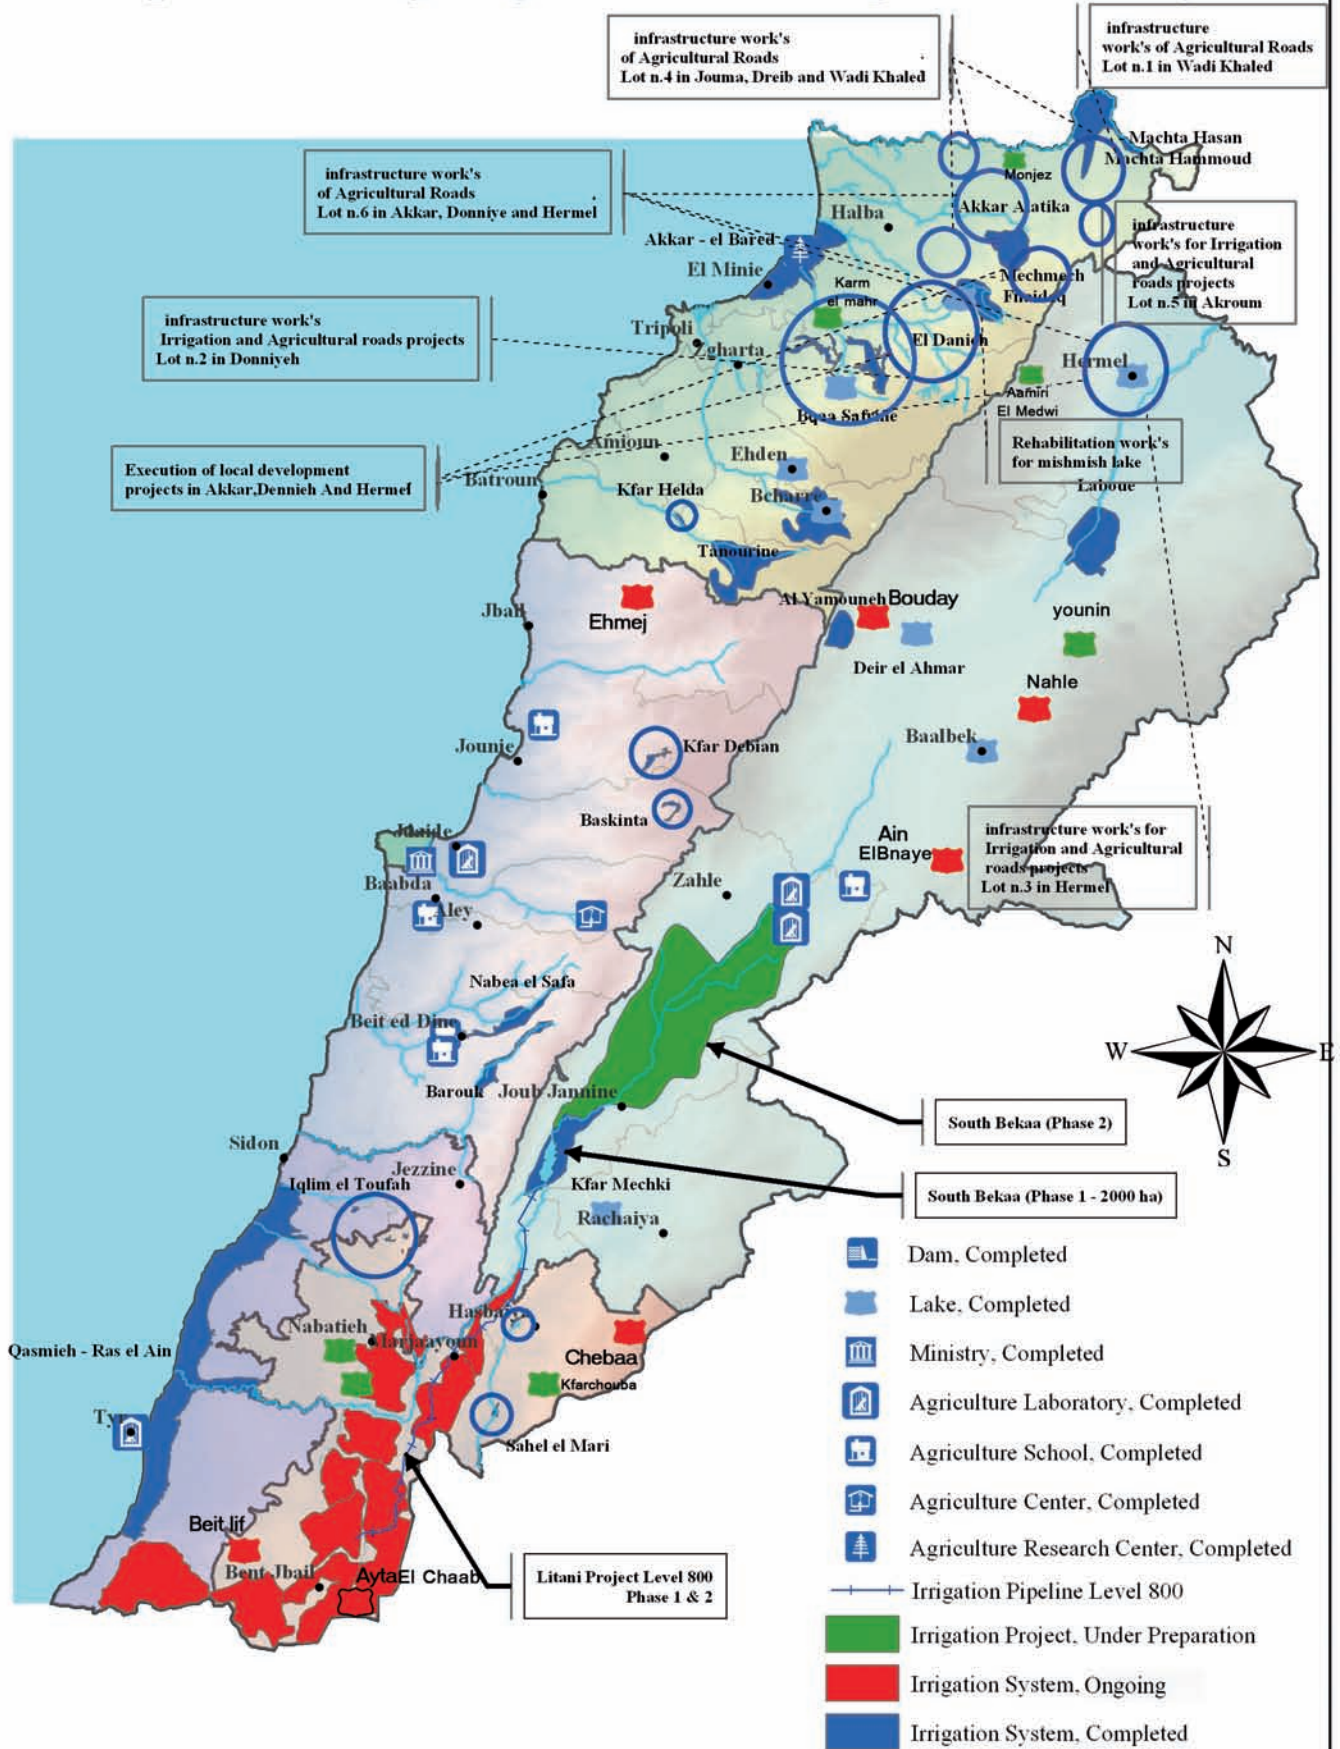 infrastructure work's
of Agricultural Roads
Lot n.4 in Jouma, Dreib and Wadi Khaled
infrastructure
work's of Agricultural Roads
Lot n.1 in Wadi Khaled
Machta Hasan
Machta Hammoud
Monjez
infrastructure work's
of Agricultural Roads
Lot n.6 in Akkar, Donniye and Hermel
Halba
Akkar Alatika
Akkar - el Bared
infrastructure
work's for Irrigation
and Agricultural
roads projects
Lot n.5 in Akroum
El Minie
Karm
el mahr
Mechmech
Fnaideq
infrastructure work's
Irrigation and Agricultural roads projects
Lot n.2 in Donniyeh
Tripoli
Zgharta
El Danieh
Hermel
Aamiri
El Medwi
Bqaa Safrine
Execution of local development
projects in Akkar,Dennieh And Hermel
Amioun
Ehden
Rehabilitation work's
for mishmish lake
Batroun
Kfar Helda
Bcharre
Laboue
Tanourine
Jbail
Ehmej
Al Yamouneh
Bouday
younin
Deir el Ahmar
Nahle
Jounie
Kfar Debian
Baalbek
Baskinta
Jdaide
Ain
ElBnaye
infrastructure work's for
Irrigation and Agricultural
roads projects
Lot n.3 in Hermel
Baabda
Zahle
Aley
Nabea el Safa
N
Beit ed Dine
W
E
Barouk
Joub Jannine
South Bekaa (Phase 2)
S
Sidon
Jezzine
Iqlim el Toufah
Kfar Mechki
South Bekaa (Phase 1 - 2000 ha)
Rachaiya
Dam, Completed
Lake, Completed
Hasbaiya
Nabatieh
Marjaayoun
Qasmieh - Ras el Ain
Chebaa
Ministry, Completed
Kfarchouba
Agriculture Laboratory, Completed
Tyr
Sahel el Mari
Agriculture School, Completed
Agriculture Center, Completed
Beit lif
Agriculture Research Center, Completed
Bent Jbail
AytaEl Chaab
Litani Project Level 800
Phase 1 & 2
Irrigation Pipeline Level 800
Irrigation Project, Under Preparation
Irrigation System, Ongoing
Irrigation System, Completed